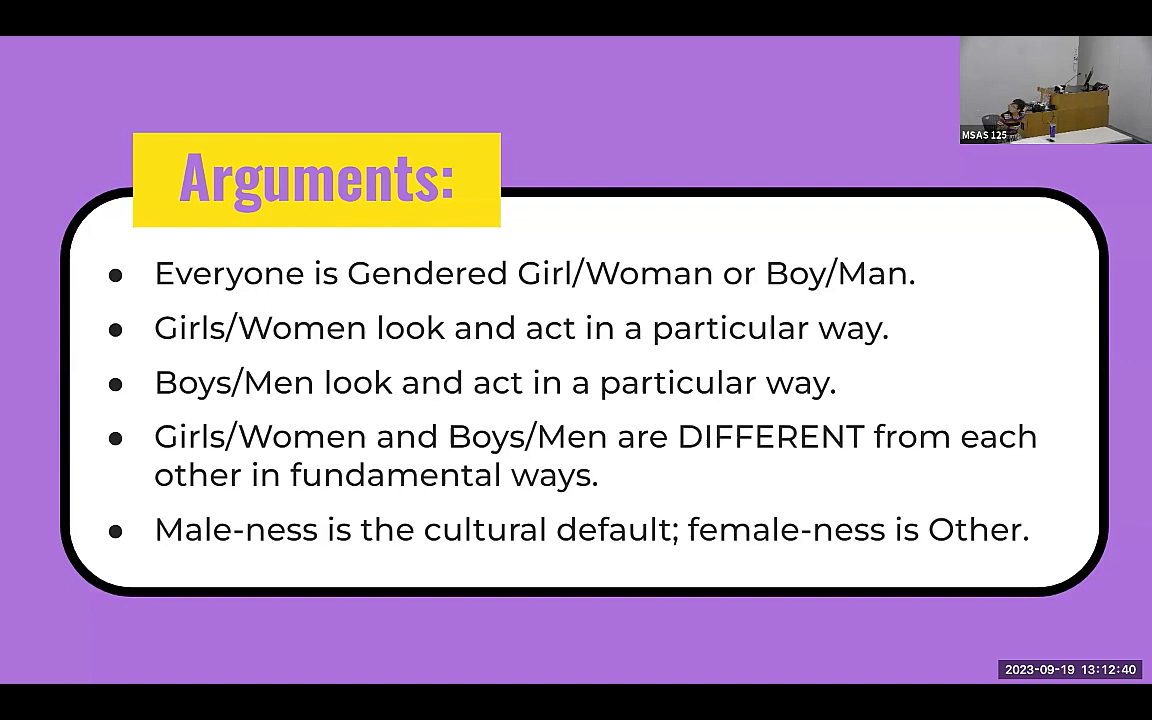 MSAS 125
Arguments:
● Everyone is Gendered Girl/Woman or Boy/Man.
● Girls/Women look and act in a particular way.
● Boys/Men look and act in a particular way.
● Girls/Women and Boys/Men are DIFFERENT from each
other in fundamental ways.
● Male-ness is the cultural default; female-ness is Other.
2023-09-19 13:12:40